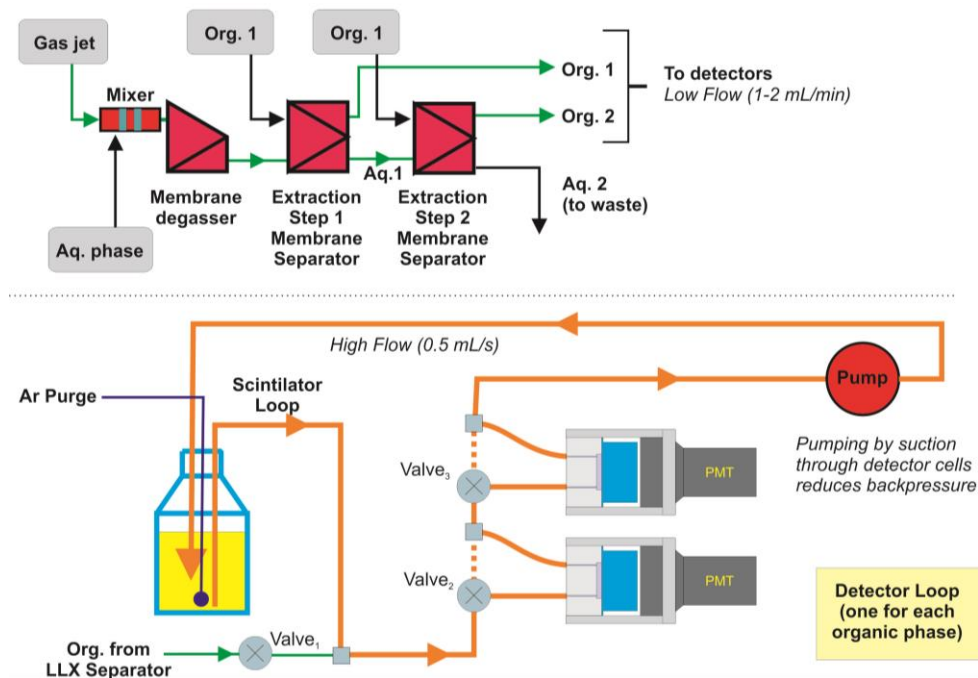 Gas jet
Org. 1
Org. 1
Mixer
Org. 1
Org. 2
To detectors
Low Flow (1-2 mL/min)
Aq.1
Membrane
degasser
Extraction
Step 1
Membrane
Separator
Extraction
Step 2
Membrane
Separator
Aq. 2
(to waste)
Aq. phase
High Flow (0.5 mL/s)
Pump
Ar Purge
Scintilator
Loop
Pumping by suction
through detector cells
reduces backpressure
Valve3
PMT
Valve2
PMT
Detector Loop
(one for each
organic phase)
Org. from
LLX Separator
Valve1